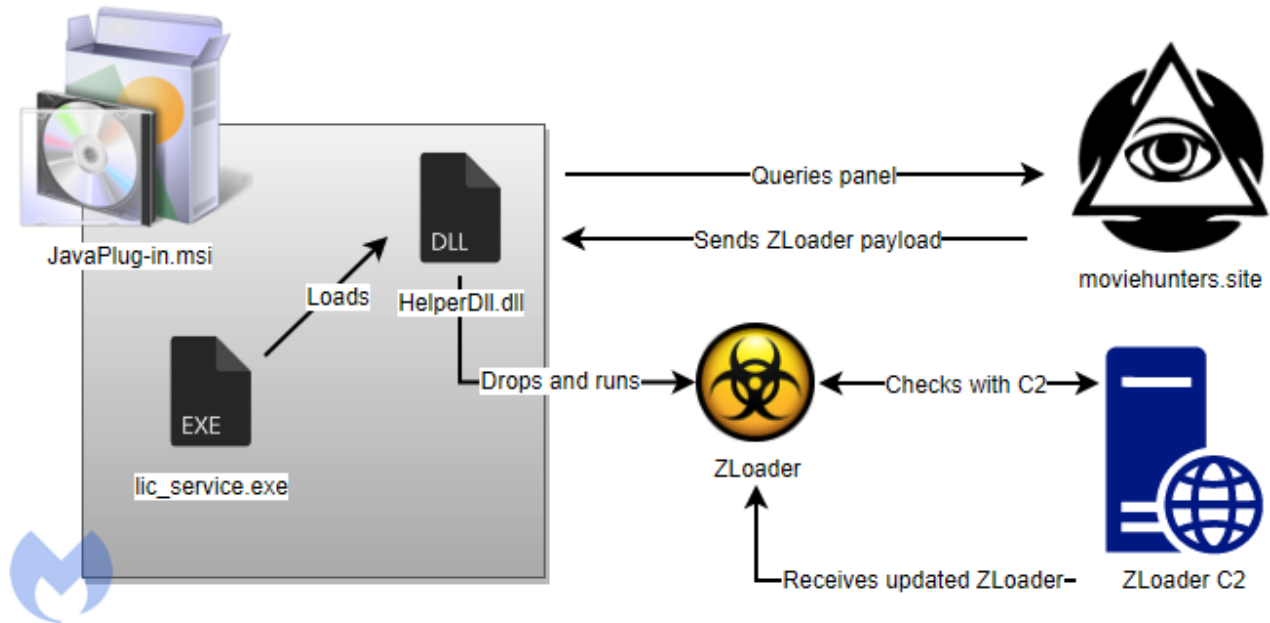 JavaPlug-in.msi
DLL
HelperDll.dll
Loads
EXE
lic_service.exe
Queries panel
Sends ZLoader payload
moviehunters.site
Drops and runs
ZLoader
Checks with C2
Receives updated ZLoader
ZLoader C2